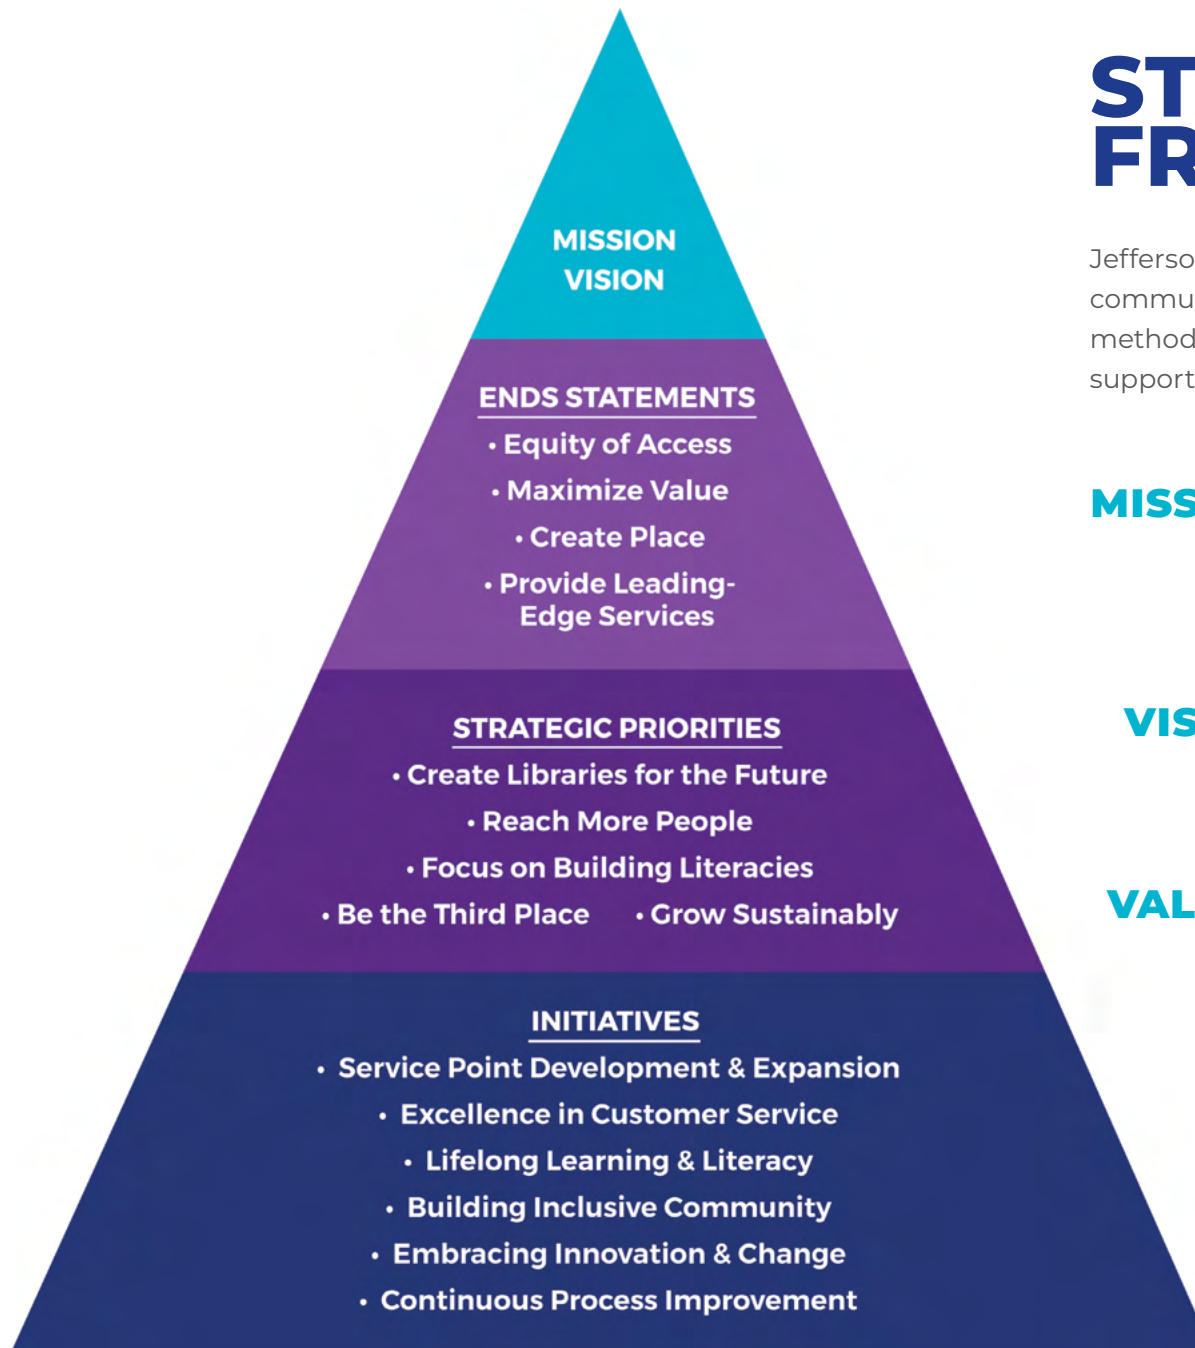 MISSION
VISION
ENDS STATEMENTS
• Equity of Access
• Maximize Value
• Create Place
• Provide Leading-
Edge Services
STRATEGIC PRIORITIES
• Create Libraries for the Future
• Reach More People
• Focus on Building Literacies
• Be the Third Place • Grow Sustainably
INITIATIVES
• Service Point Development & Expansion
• Excellence in Customer Service
• Lifelong Learning & Literacy
• Building Inclusive Community
• Embracing Innovation & Change
• Continuous Process Improvement
ST
FR
Jefferso
commu
method
support
MISS
VIS
VAL